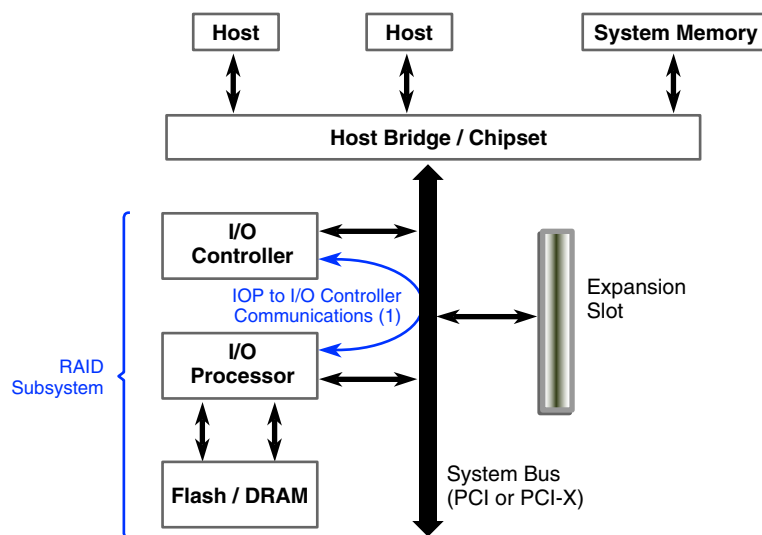 Host
Host
System Memory
Host Bridge / Chipset
I/O
Controller
IOP to I/O Controller
Communications (1)
Expansion
Slot
I/O
Processor
RAID
Subsystem
Flash / DRAM
System Bus
(PCI or PCI-X)